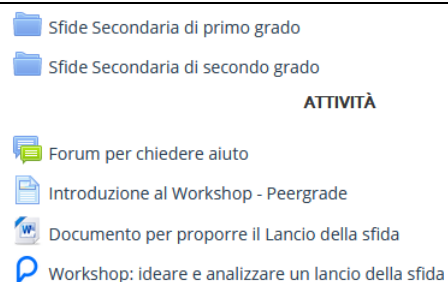 Sfide Secondaria di primo grado
Sfide Secondaria di secondo grado
ATTIVITÀ
Forum per chiedere aiuto
Introduzione al Workshop - Peergrade
Documento per proporre il Lancio della sfida
Workshop: ideare e analizzare un lancio della sfida